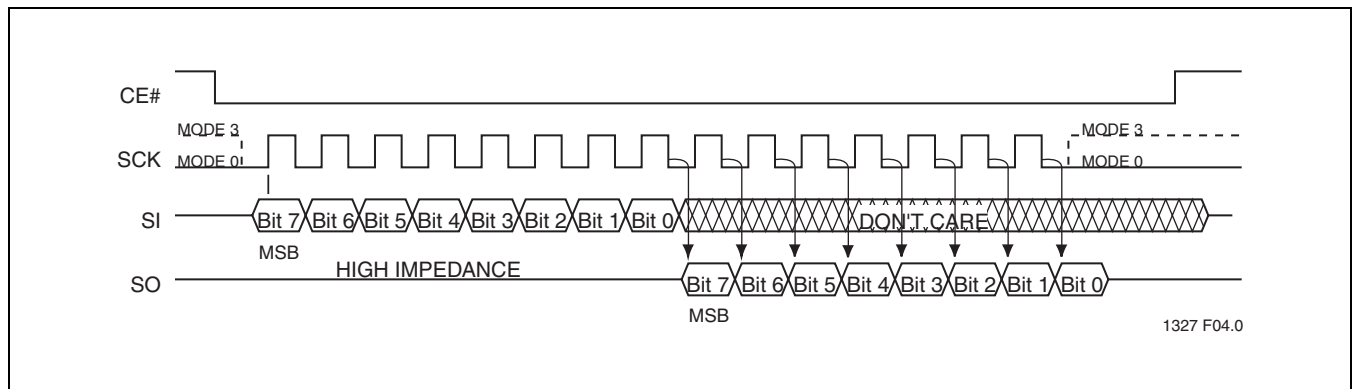 CE#
MODE 3 MODE 3
SCK MODE 0 MODE 0
SI Bit 7 Bit 6 Bit 5 Bit 4 Bit 3 Bit 2 Bit 1 Bit 0 DON'T CARE
MSB
HIGH IMPEDANCE
SO Bit 7 Bit 6 Bit 5 Bit 4 Bit 3 Bit 2 Bit 1 Bit 0
MSB
1327 F04.0